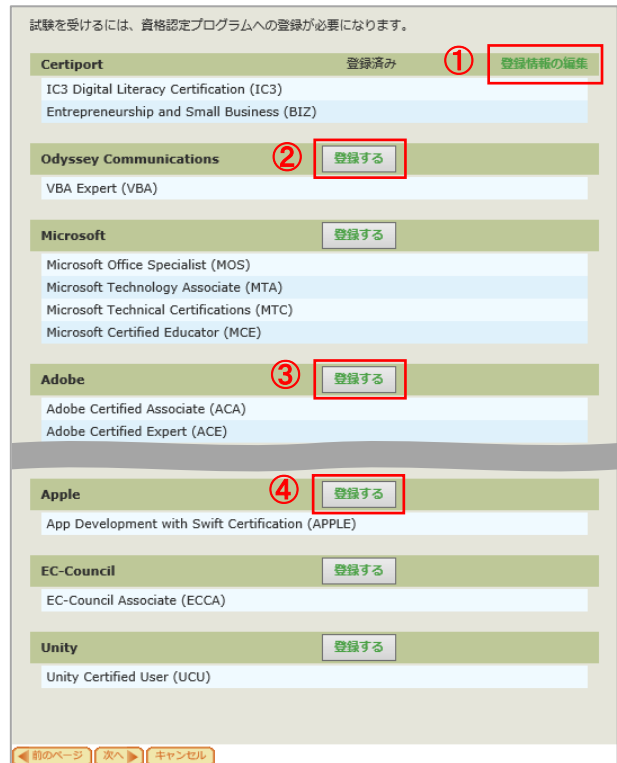 試験を受けるには、資格認定プログラムへの登録が必要になります。
Certiport 登録済み ① 登録情報の編集
IC3 Digital Literacy Certification (IC3)
Entrepreneurship and Small Business (BIZ)
Odyssey Communications ② 登録する
VBA Expert (VBA)
Microsoft 登録する
Microsoft Office Specialist (MOS)
Microsoft Technology Associate (MTA)
Microsoft Technical Certifications (MTC)
Microsoft Certified Educator (MCE)
Adobe ③ 登録する
Adobe Certified Associate (ACA)
Adobe Certified Expert (ACE)
Apple ④ 登録する
App Development with Swift Certification (APPLE)
EC-Council 登録する
EC-Council Associate (ECCA)
Unity 登録する
Unity Certified User (UCU)
前のページ 次へ キャンセル